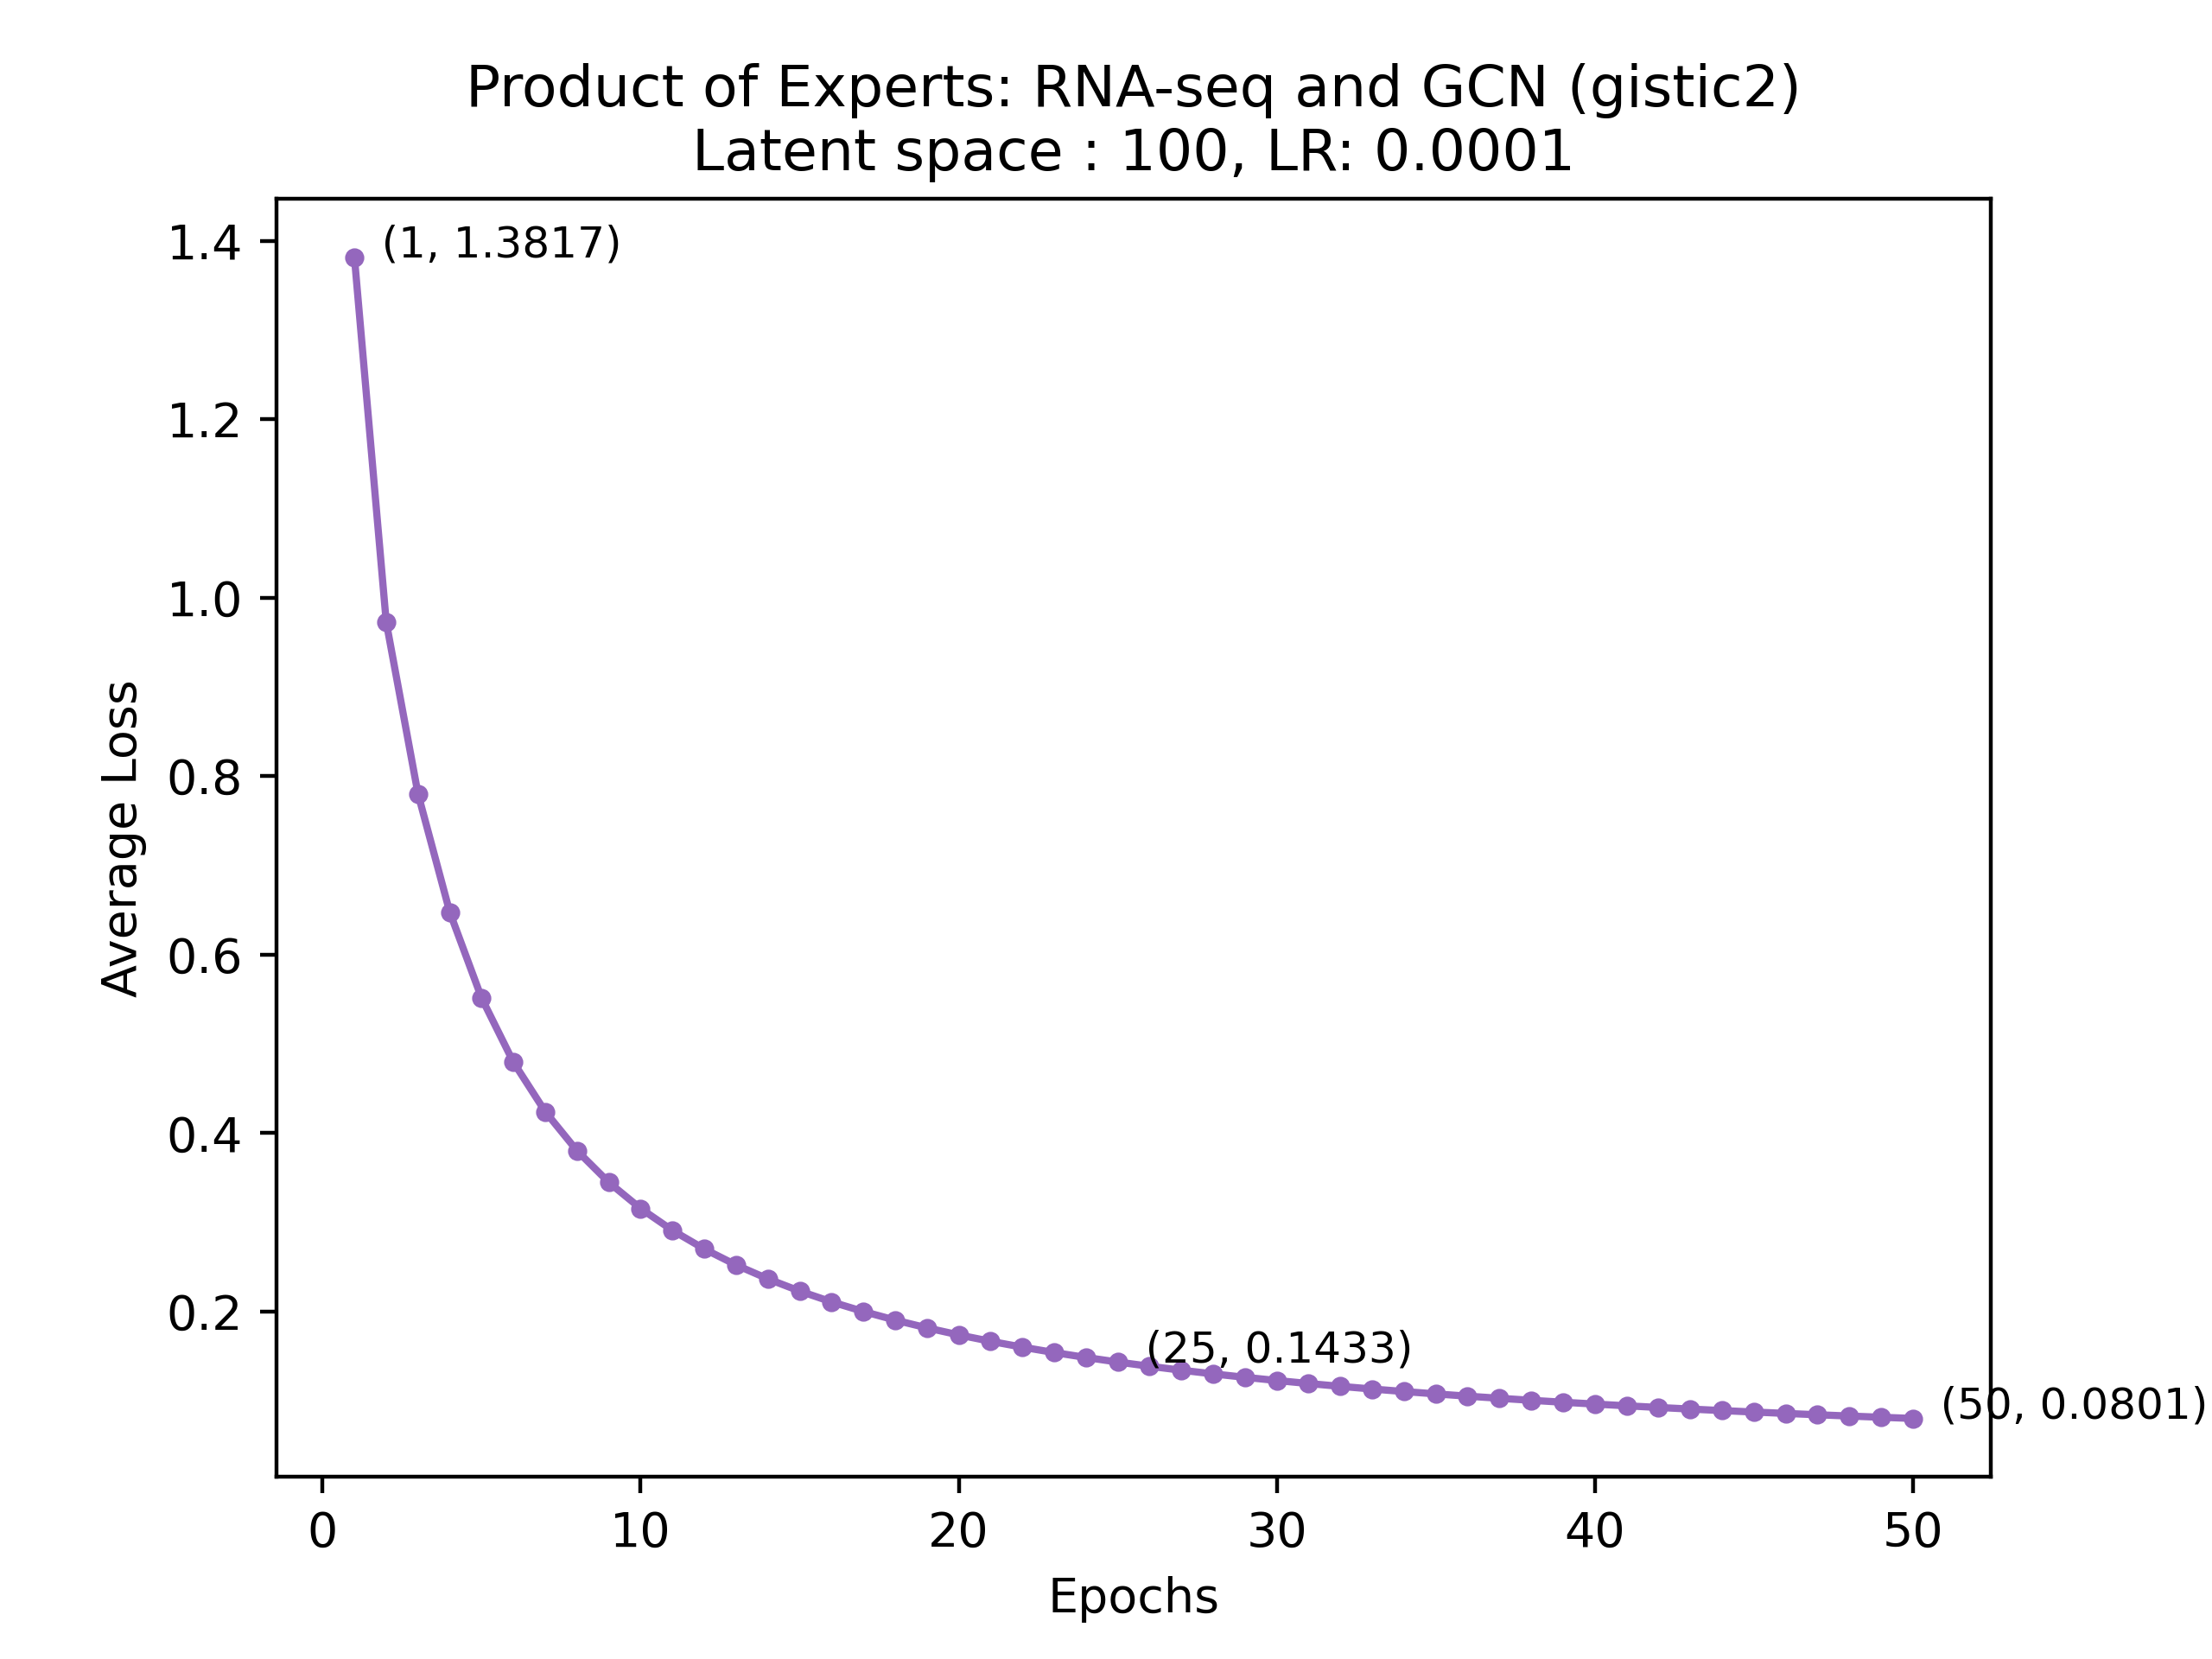 Product of Experts: RNA-seq and GCN (gistic2)
Latent space : 100, LR: 0.0001
Average Loss
1.4
1.2
1.0
0.8
0.6
0.4
0.2
(1, 1.3817)
(25, 0.1433)
(50, 0.0801)
0 10 20 30 40 50
Epochs